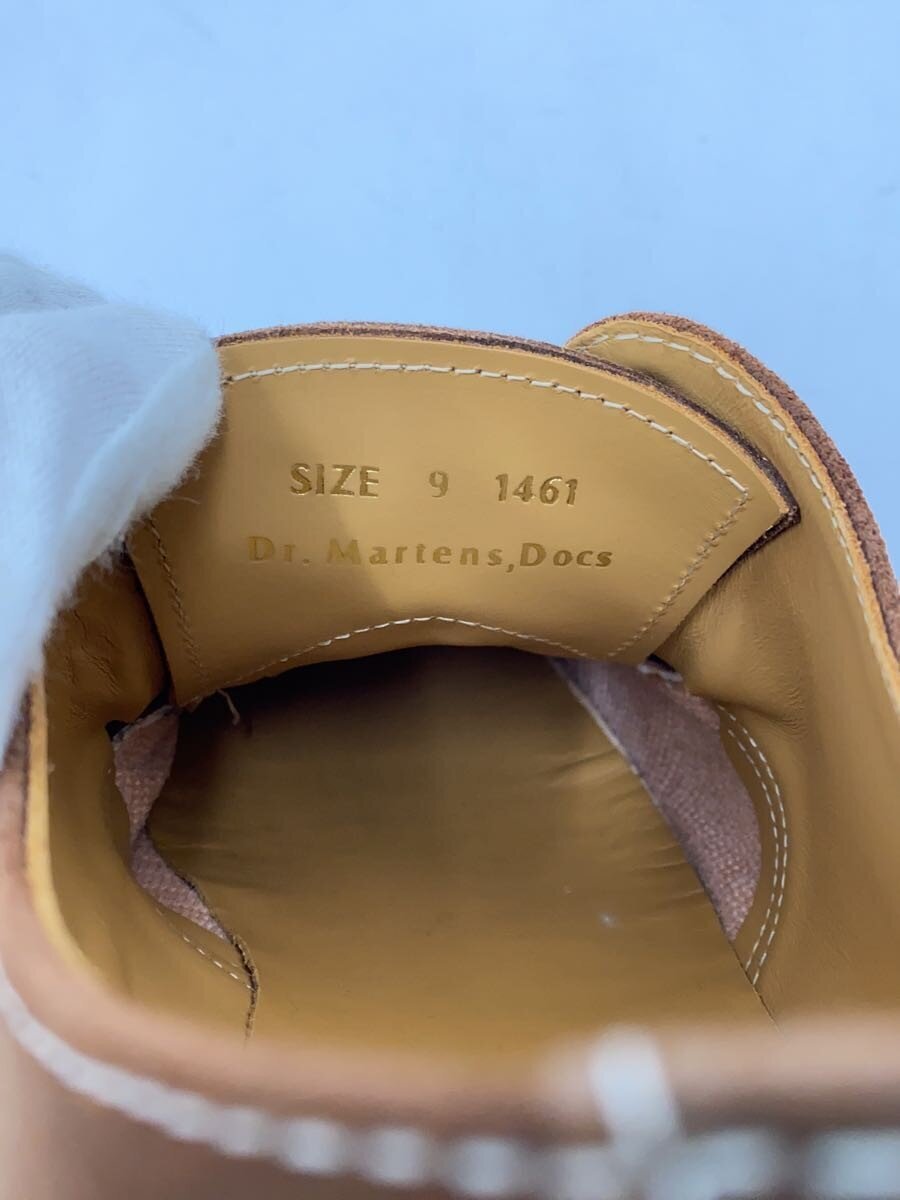 SIZE 9 1461
Dr. Martens, Docs